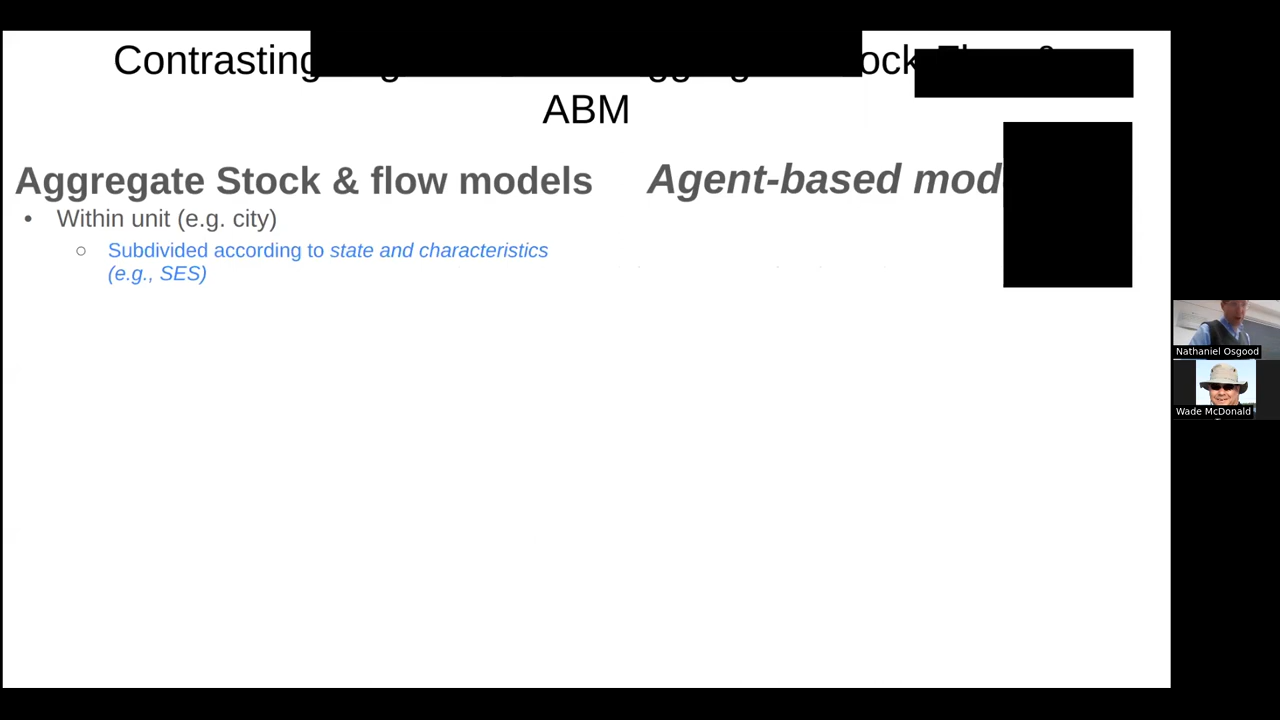 Contrasting
ABM
Aggregate Stock & flow models
Agent-based mod
• Within unit (e.g. city)
○ Subdivided according to state and characteristics
(e.g., SES)
Nathaniel Osgood
Wade McDonald